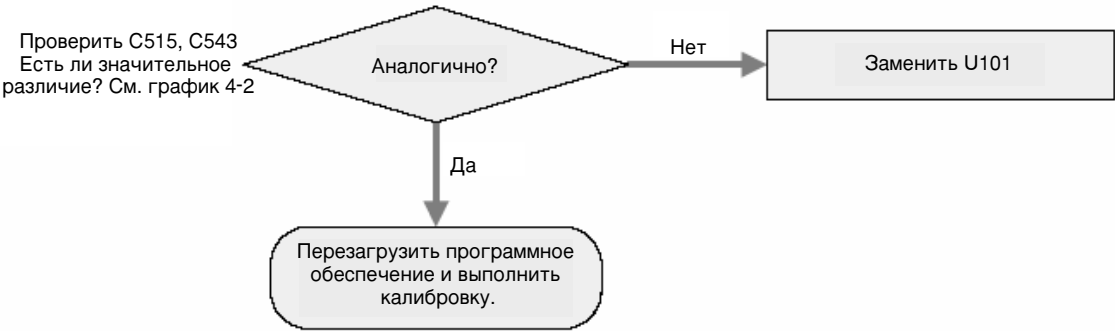 Проверить C515, C543
Есть ли значительное
различие? См. график 4-2
Аналогично?
Нет
Заменить U101
Да
Перезагрузить программное
обеспечение и выполнить
калибровку.